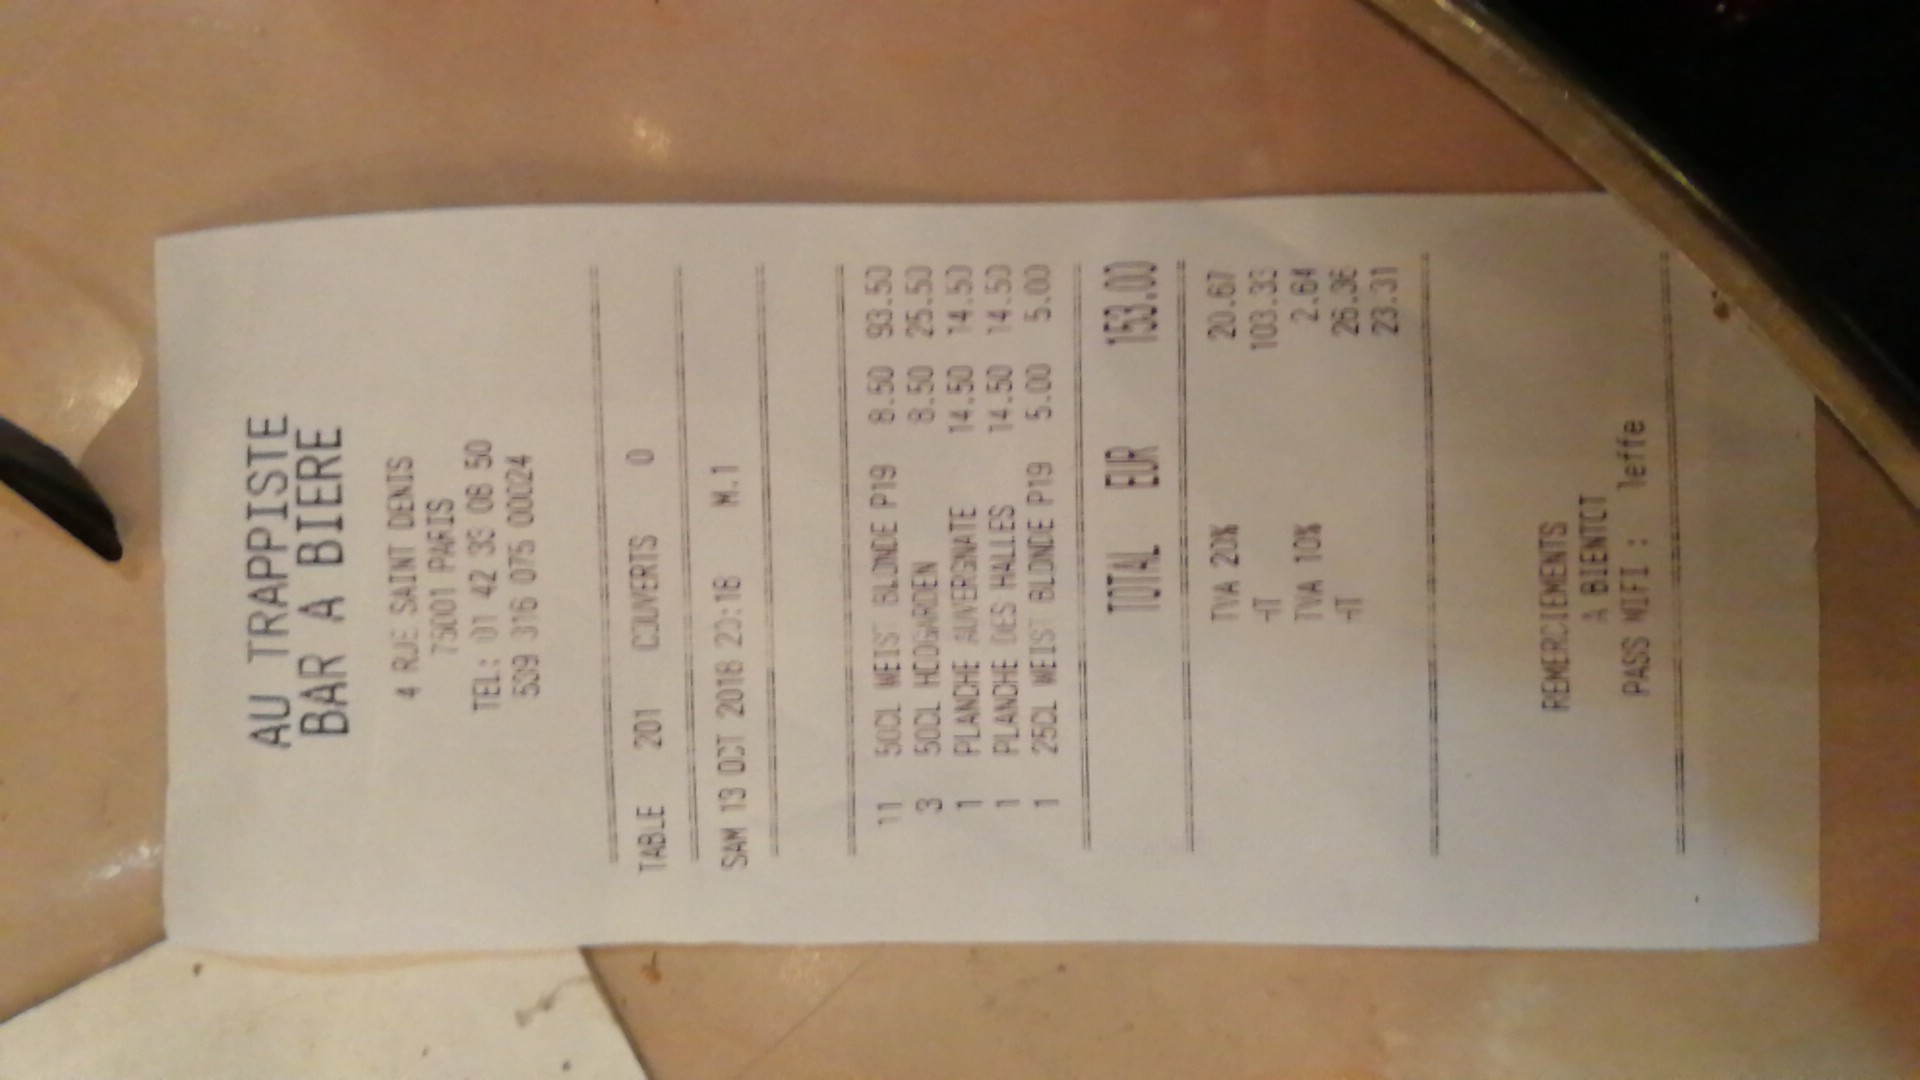 AU TRAPPISTE
BAR A BIERE
4 RUE SAINT DENIS
75001 PARIS
TEL: 01 42 33 08 50
539 316 075 00024
TABLE 201 COUVERTS 0
SAM 13 OCT 2018 20:18 M.1
11 50CL WEIST BLONDE P19 8.50 93.50
3 50CL HOEGARDEN 8.50 25.50
1 PLANCHE AUVERGNATE 14.50 14.50
1 PLANCHE DES HALLES 14.50 14.50
1 25CL WEIST BLONDE P19 5.00 5.00
TOTAL EUR 153.00
TVA 20% 20.67
HT 103.33
TVA 10% 2.64
HT 26.36
23.31
REMERCIEMENTS
A BIENTOT
PASS WIFI : leffe